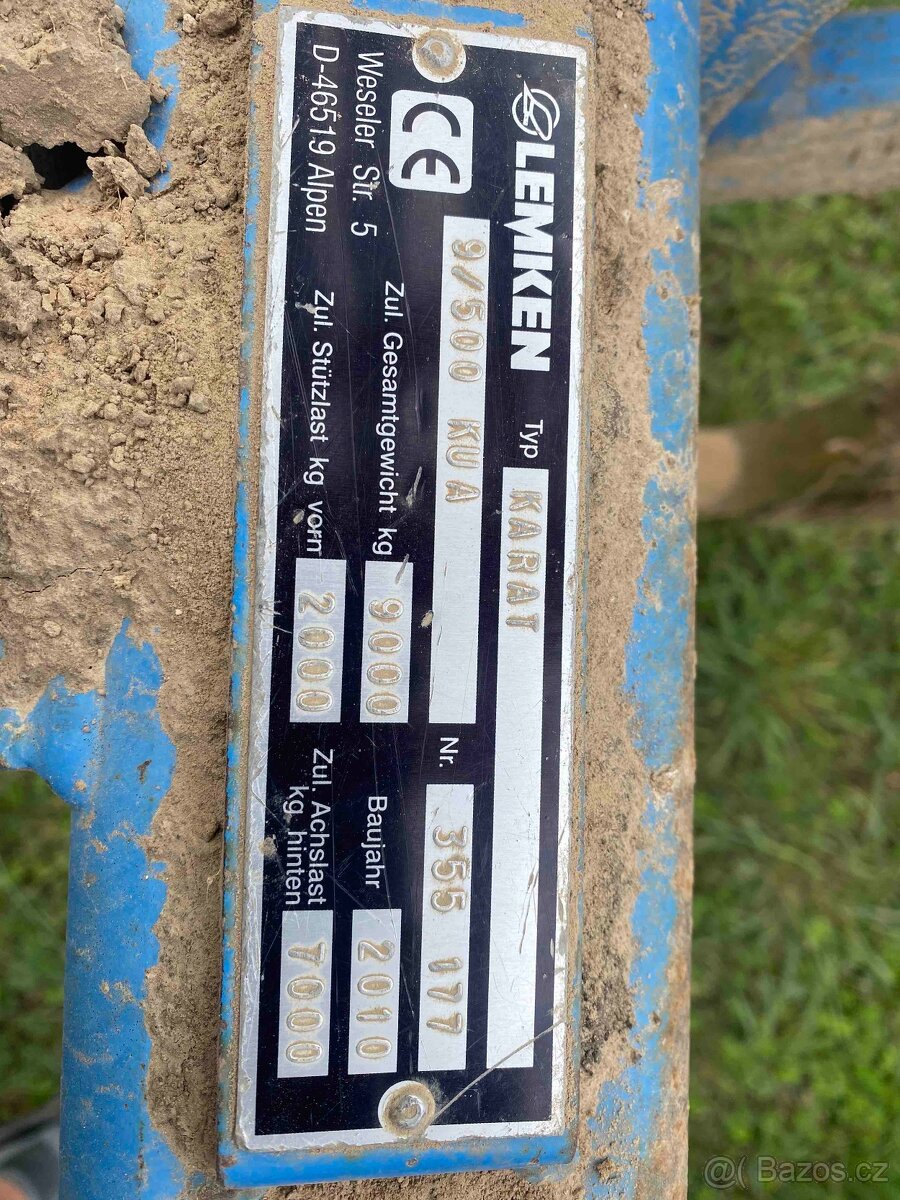 LEMKEN Typ KARAT
9/500 KUA Nr. 355 177
CE
Zul. Gesamtgewicht kg 9000 Baujahr 2010
Weseler Str. 5
D-46519 Alpen
Zul. Stützlast kg vorn 2000 Zul. Achslast
kg hinten 7000
@( Bazos.cz